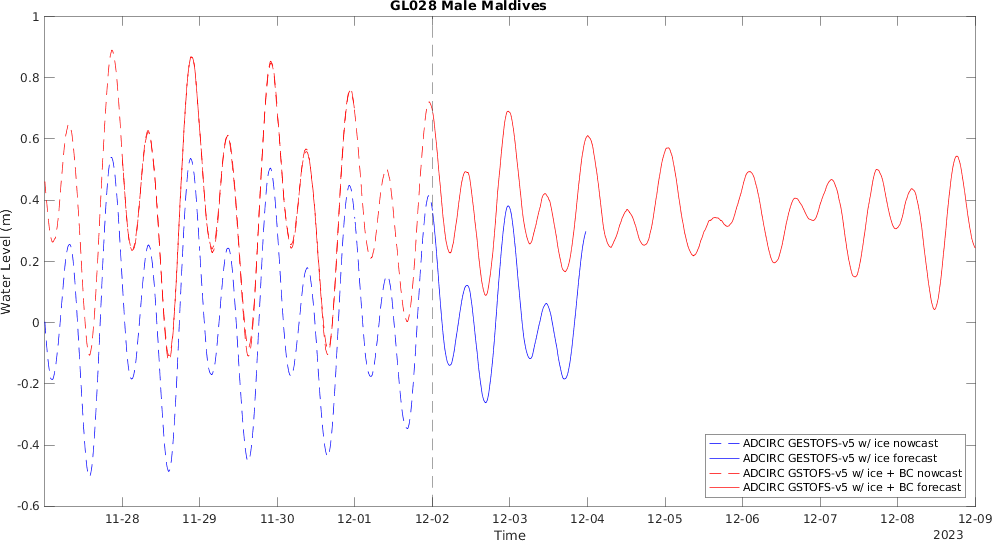 GL028 Male Maldives
1
0.8
0.6
0.4
0.2
0
-0.2
-0.4
-0.6
Water Level (m)
ADCIRC GESTOFS-v5 w/ ice nowcast
ADCIRC GESTOFS-v5 w/ ice forecast
ADCIRC GSTOFS-v5 w/ ice + BC nowcast
ADCIRC GSTOFS-v5 w/ ice + BC forecast
11-28 11-29 11-30 12-01 12-02 12-03 12-04 12-05 12-06 12-07 12-08 12-09
Time
2023